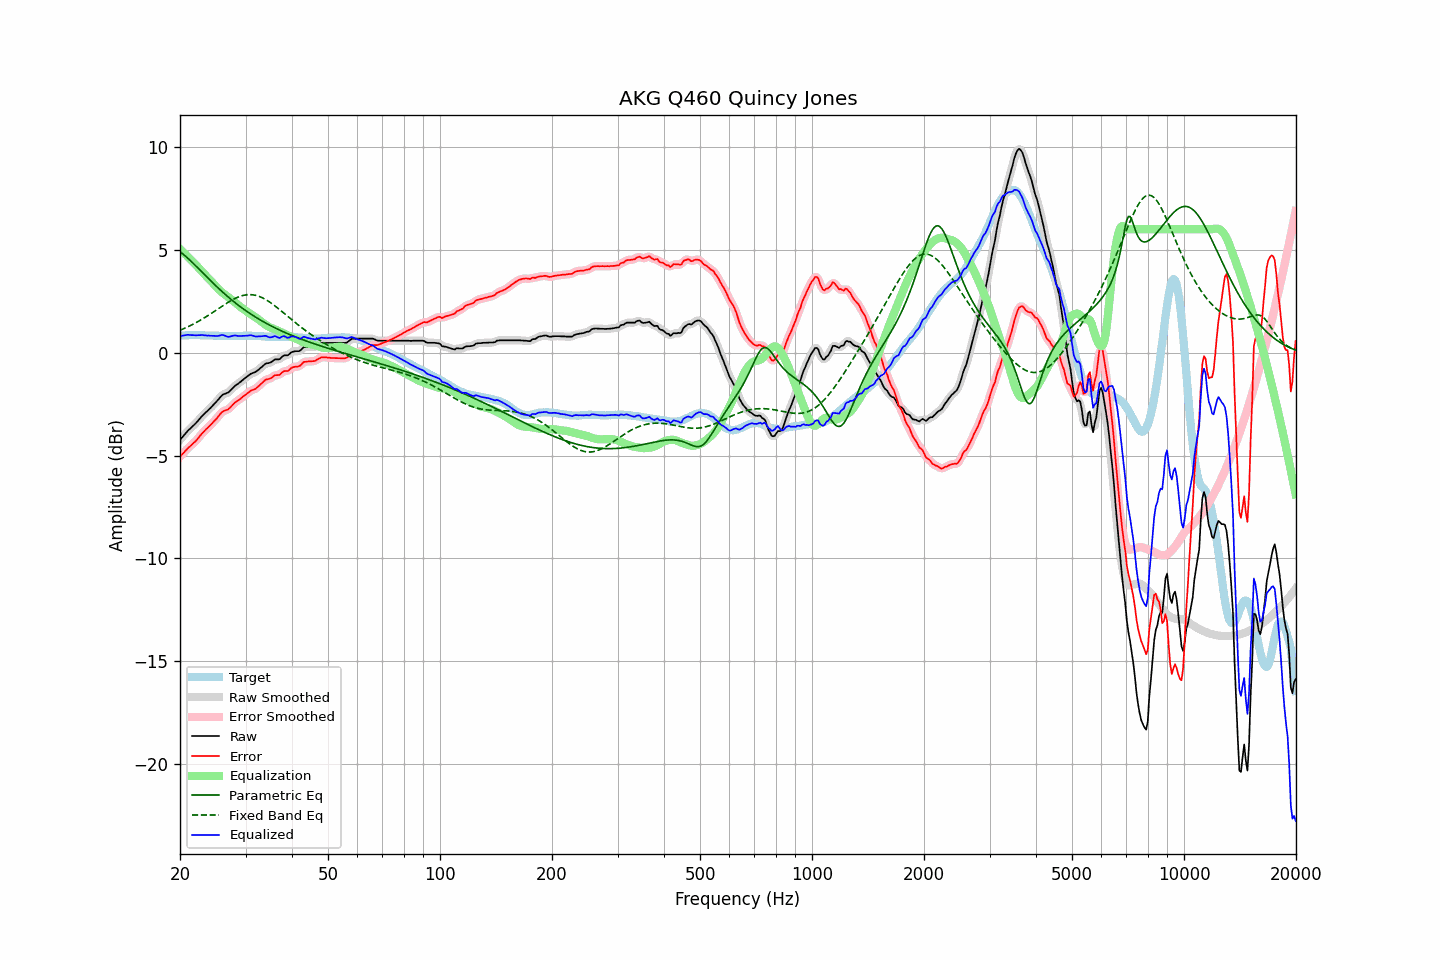 AKG Q460 Quincy Jones
Amplitude (dBr)
10
5
0
−5
−10
−15
−20
Target
Raw Smoothed
Error Smoothed
Raw
Error
Equalization
Parametric Eq
Fixed Band Eq
Equalized
20 50 100 200 500 1000 2000 5000 10000 20000
Frequency (Hz)